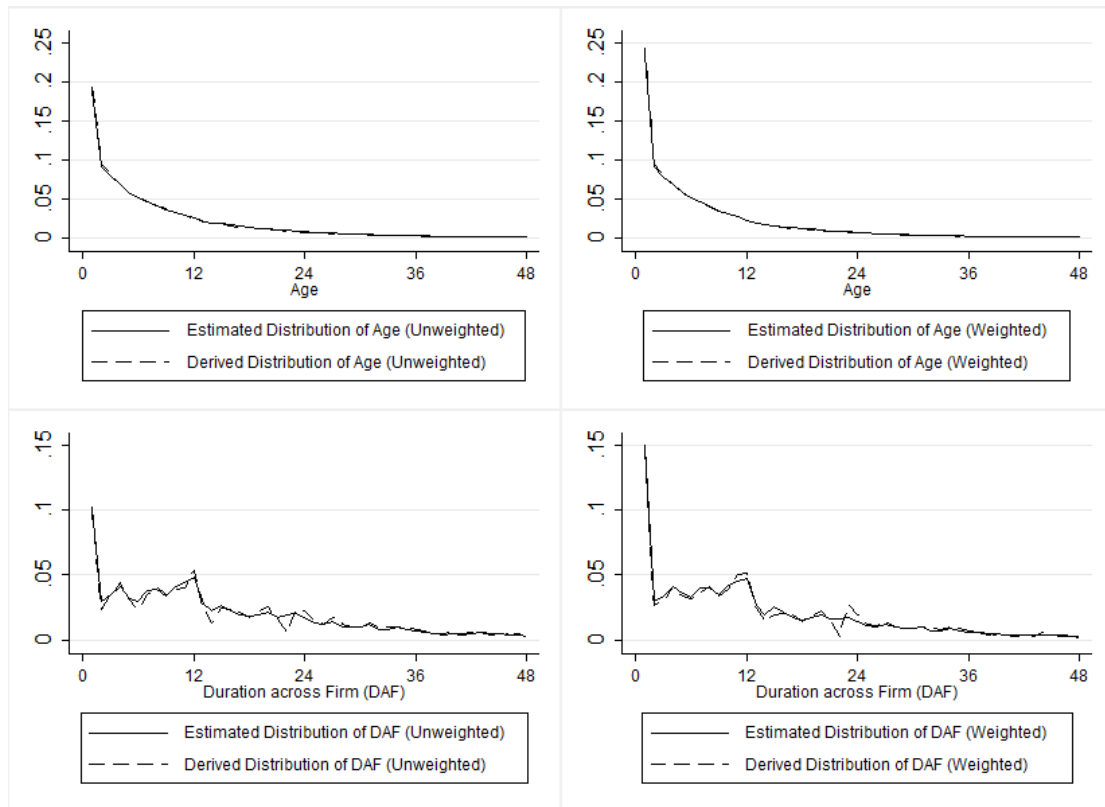 .25
.2
.15
.1
.05
0
0 12 24 36 48
Age
Estimated Distribution of Age (Unweighted)
Derived Distribution of Age (Unweighted)
.25
.2
.15
.1
.05
0
0 12 24 36 48
Age
Estimated Distribution of Age (Weighted)
Derived Distribution of Age (Weighted)
.15
.1
.05
0
0 12 24 36 48
Duration across Firm (DAF)
Estimated Distribution of DAF (Unweighted)
Derived Distribution of DAF (Unweighted)
.15
.1
.05
0
0 12 24 36 48
Duration across Firm (DAF)
Estimated Distribution of DAF (Weighted)
Derived Distribution of DAF (Weighted)